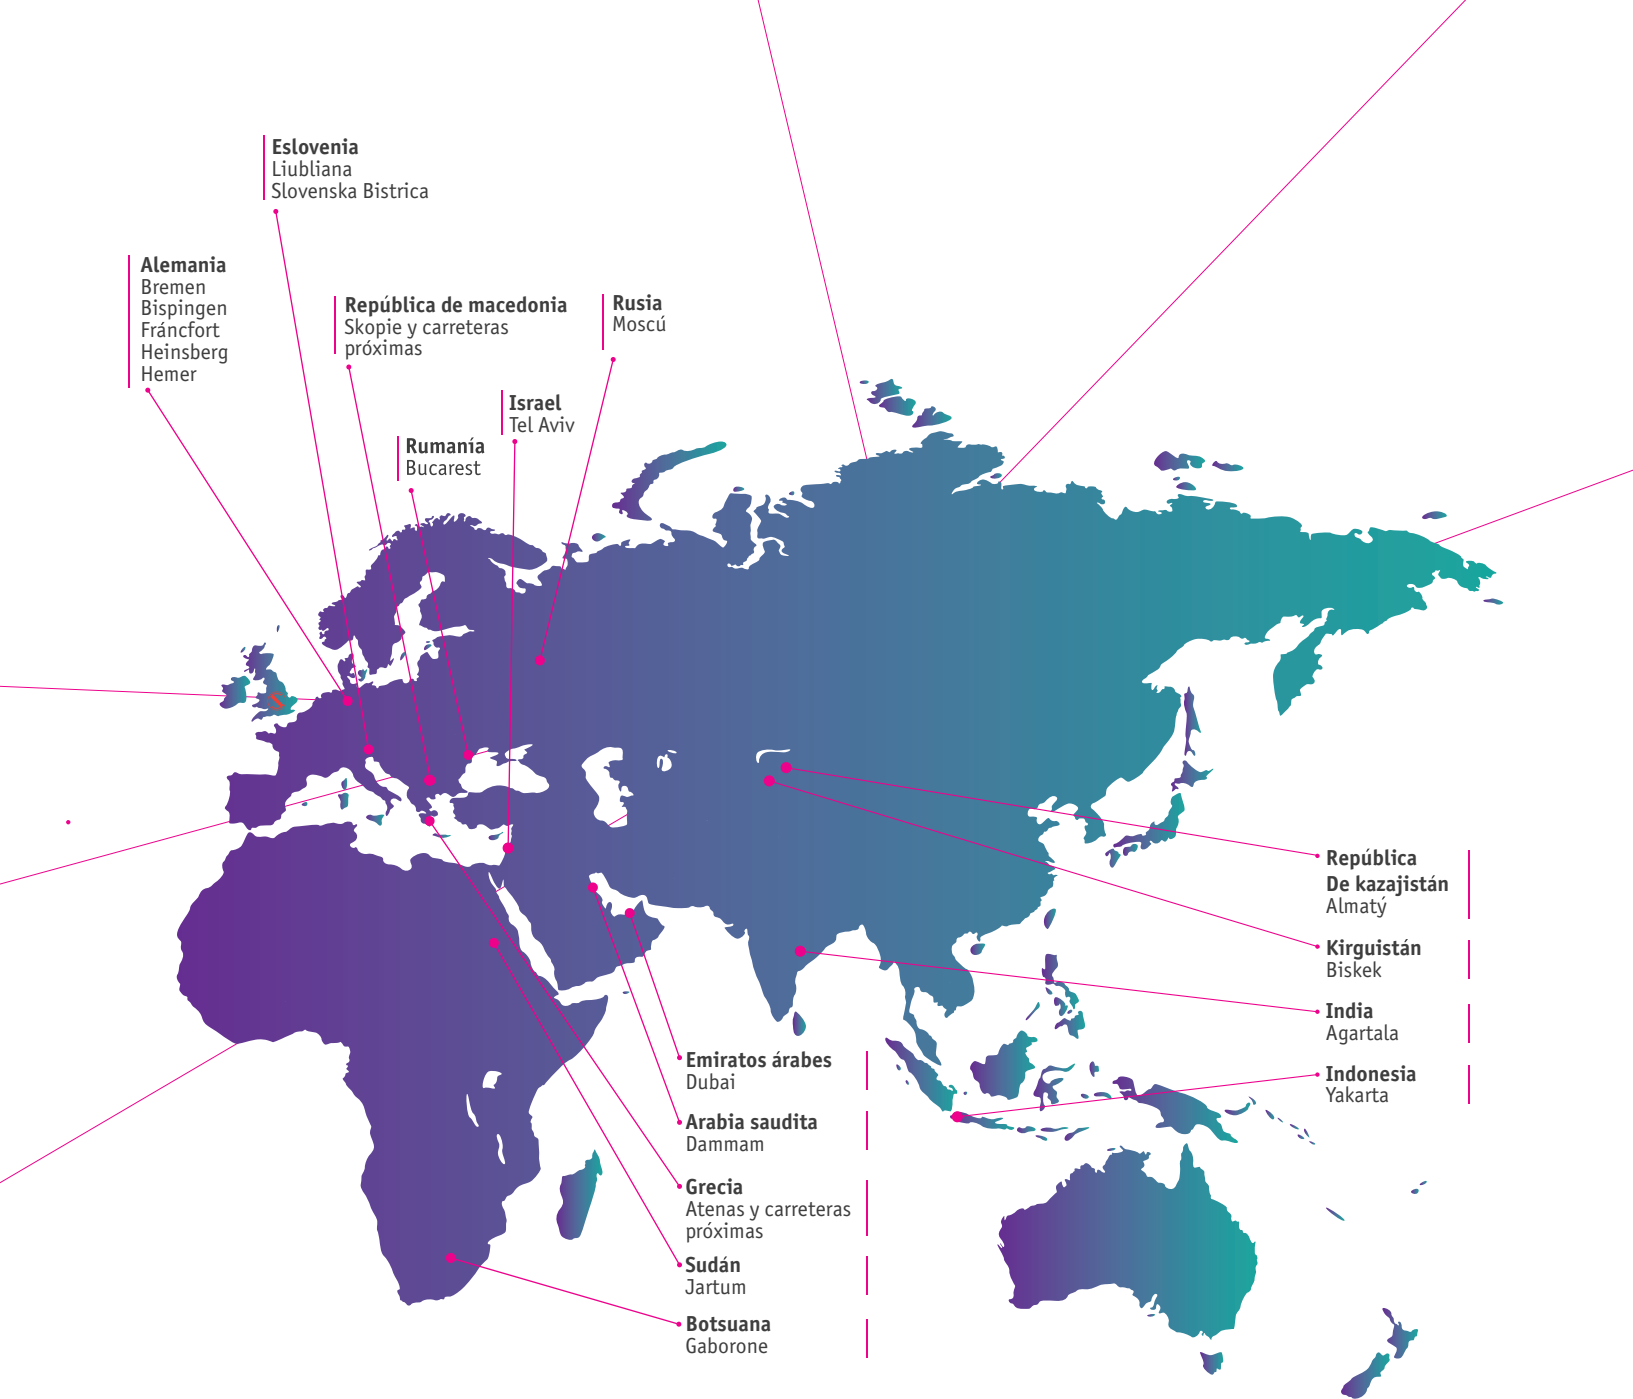 Eslovenia
Liubliana
Slovenska Bistrica
Alemania
Bremen
Bispingen
Fráncfort
Heinsberg
Hemer
República de macedonia
Skopie y carreteras
próximas
Rusia
Moscú
Israel
Tel Aviv
Rumanía
Bucarest
República
De kazajistán
Almatý
Kirguistán
Biskek
India
Agartala
Indonesia
Yakarta
Emiratos árabes
Dubai
Arabia saudita
Dammam
Grecia
Atenas y carreteras
próximas
Sudán
Jartum
Botsuana
Gaborone